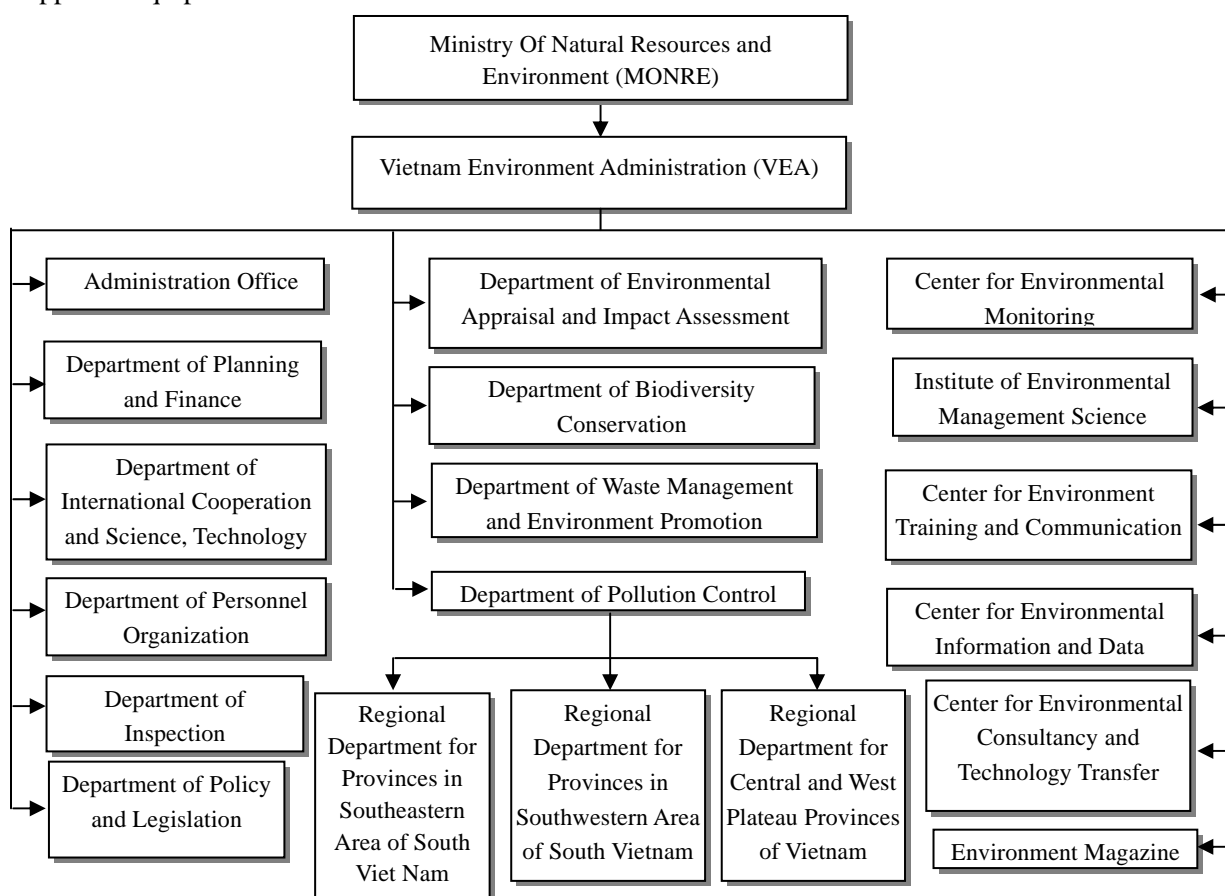 Ministry Of Natural Resources and
Environment (MONRE)
Vietnam Environment Administration (VEA)
Administration Office
Department of Planning
and Finance
Department of
International Cooperation
and Science, Technology
Department of Personnel
Organization
Department of
Inspection
Department of Policy
and Legislation
Department of Environmental
Appraisal and Impact Assessment
Department of Biodiversity
Conservation
Department of Waste Management
and Environment Promotion
Department of Pollution Control
Regional
Department for
Provinces in
Southeastern
Area of South
Viet Nam
Regional
Department for
Provinces in
Southwestern Area
of South Vietnam
Regional
Department for
Central and West
Plateau Provinces
of Vietnam
Center for Environmental
Monitoring
Institute of Environmental
Management Science
Center for Environment
Training and Communication
Center for Environmental
Information and Data
Center for Environmental
Consultancy and
Technology Transfer
Environment Magazine